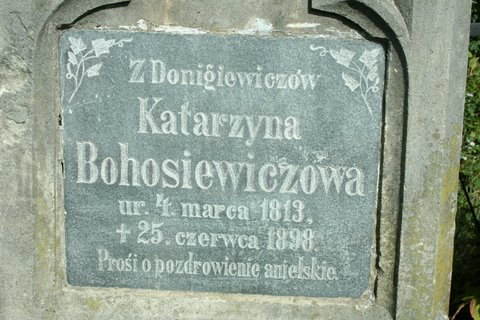 Z Donigiewiczów
Katarzyna
Bohosiewiczowa
ur. 4. marca 1813.
† 25. czerwca 1898.
Prosi o pozdrowienie anielskie.